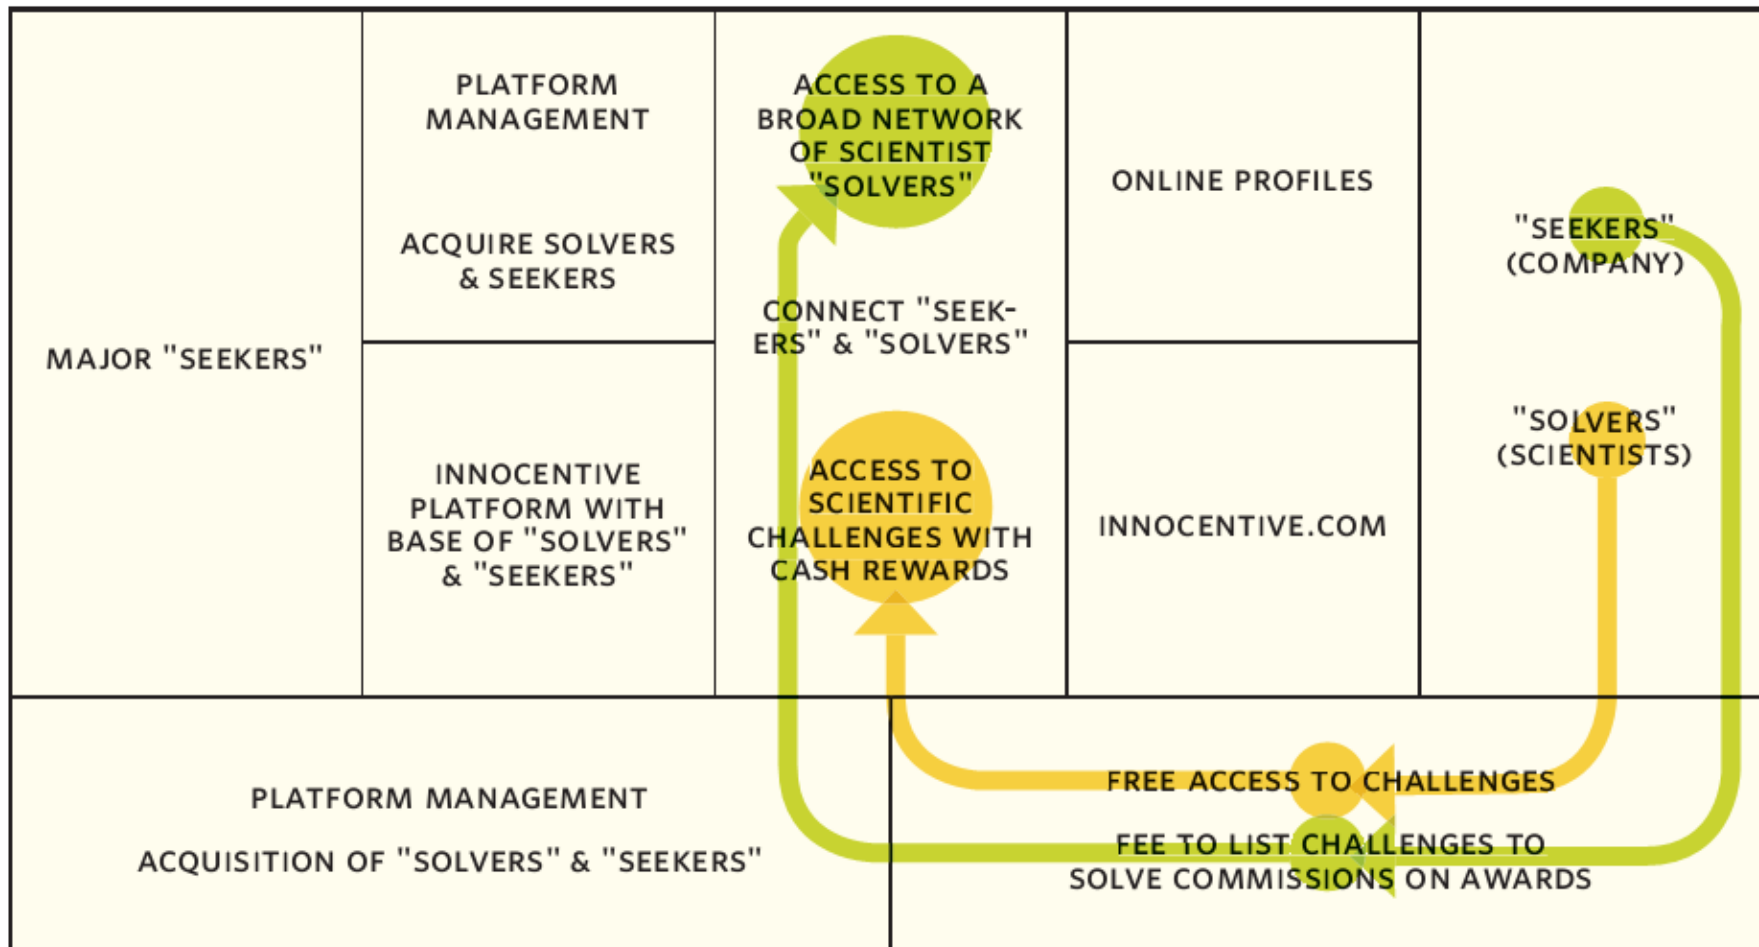 MAJOR "SEEKERS"
PLATFORM
MANAGEMENT
ACQUIRE SOLVERS
& SEEKERS
INNOCENTIVE
PLATFORM WITH
BASE OF "SOLVERS"
& "SEEKERS"
ACCESS TO A
BROAD NETWORK
OF SCIENTIST
"SOLVERS"
CONNECT "SEEK-
ERS" & "SOLVERS"
ACCESS TO
SCIENTIFIC
CHALLENGES WITH
CASH REWARDS
ONLINE PROFILES
INNOCENTIVE.COM
"SEEKERS"
(COMPANY)
"SOLVERS"
(SCIENTISTS)
PLATFORM MANAGEMENT
ACQUISITION OF "SOLVERS" & "SEEKERS"
FREE ACCESS TO CHALLENGES
FEE TO LIST CHALLENGES TO
SOLVE COMMISSIONS ON AWARDS